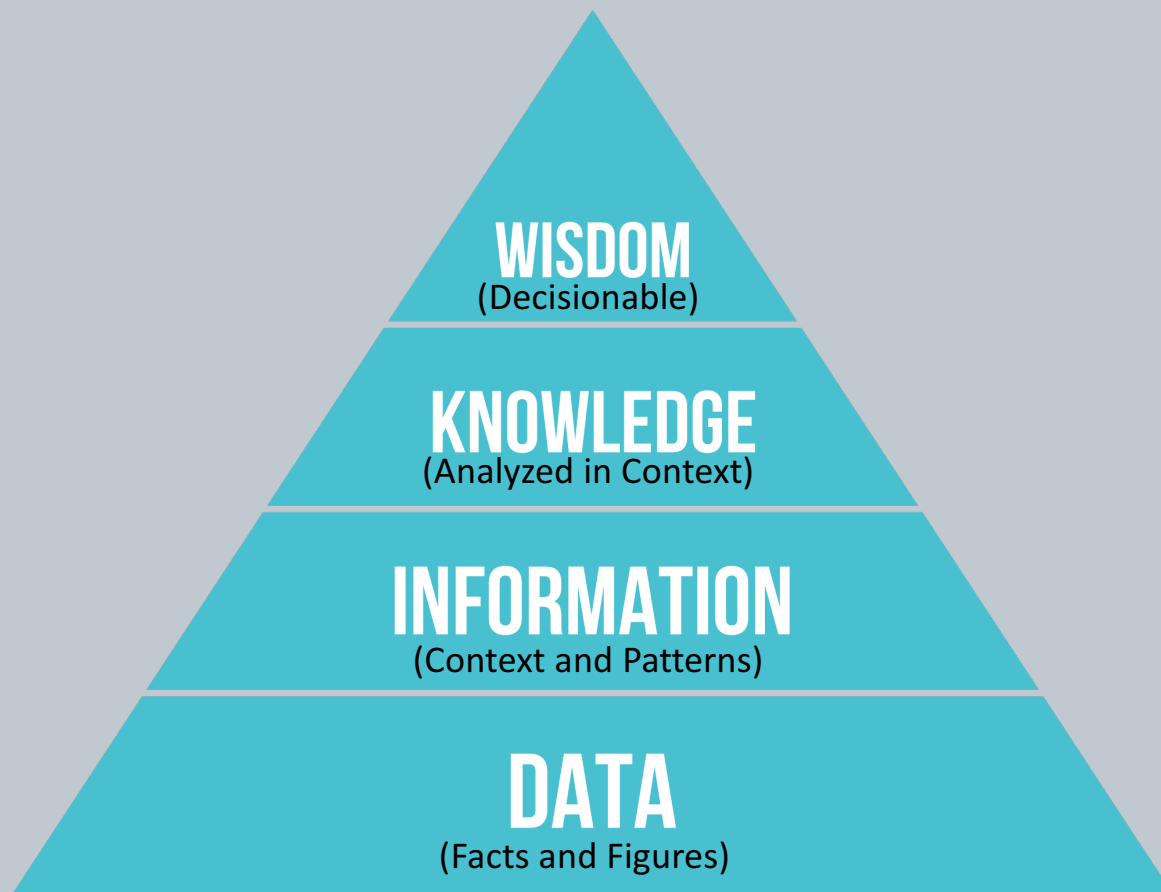 WISDOM
(Decisionable)
KNOWLEDGE
(Analyzed in Context)
INFORMATION
(Context and Patterns)
DATA
(Facts and Figures)